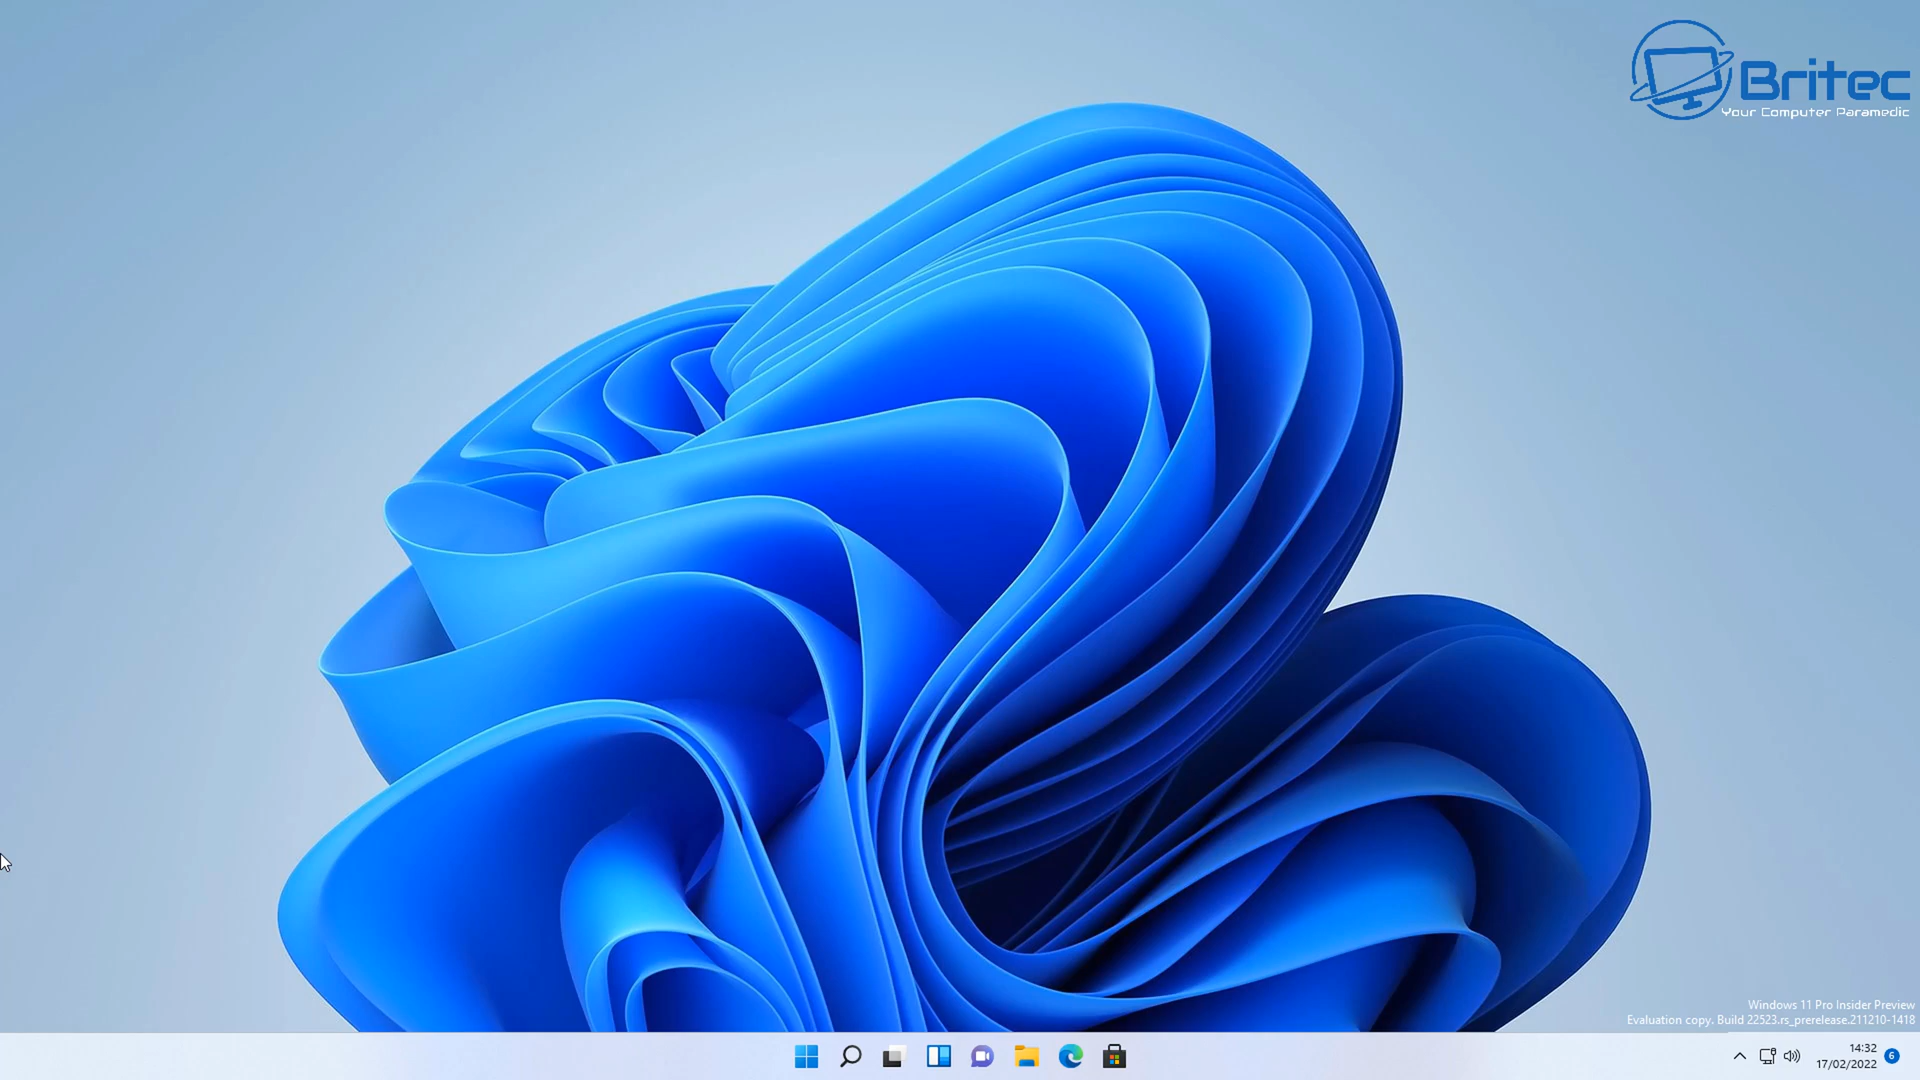 Britec
Your Computer Paramedic
Windows 11 Pro Insider Preview
Evaluation copy. Build 22523.rs_prerelease.211210-1418
14:32
17/02/2022
6